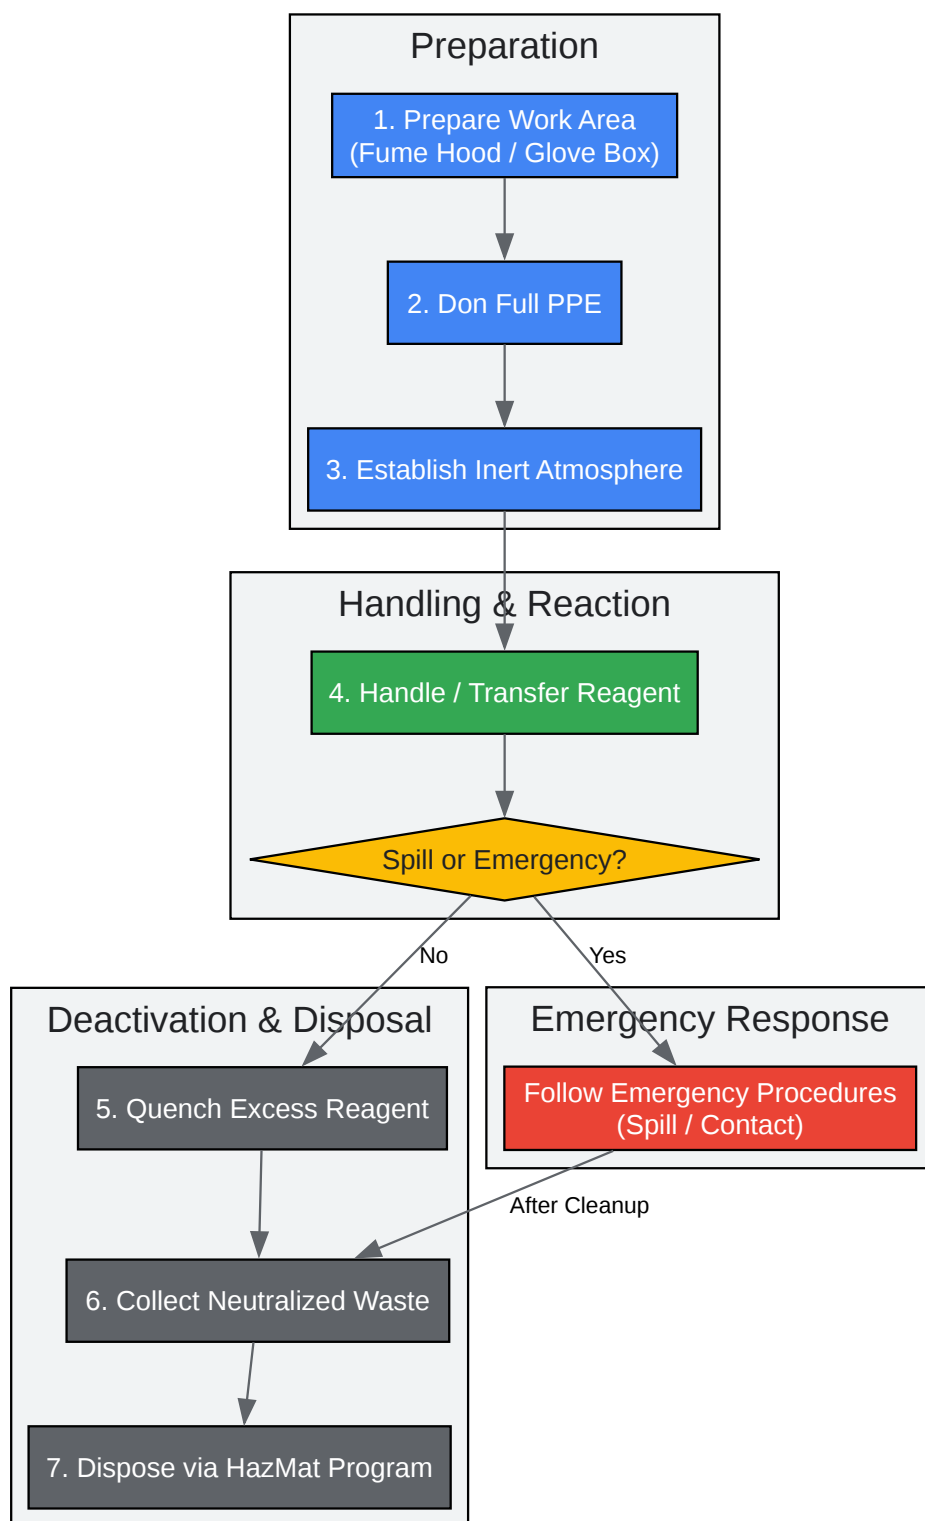 Preparation
1. Prepare Work Area
(Fume Hood / Glove Box)
2. Don Full PPE
3. Establish Inert Atmosphere
Handling & Reaction
4. Handle / Transfer Reagent
Spill or Emergency?
No
Yes
Deactivation & Disposal
Emergency Response
5. Quench Excess Reagent
Follow Emergency Procedures
(Spill / Contact)
After Cleanup
6. Collect Neutralized Waste
7. Dispose via HazMat Program